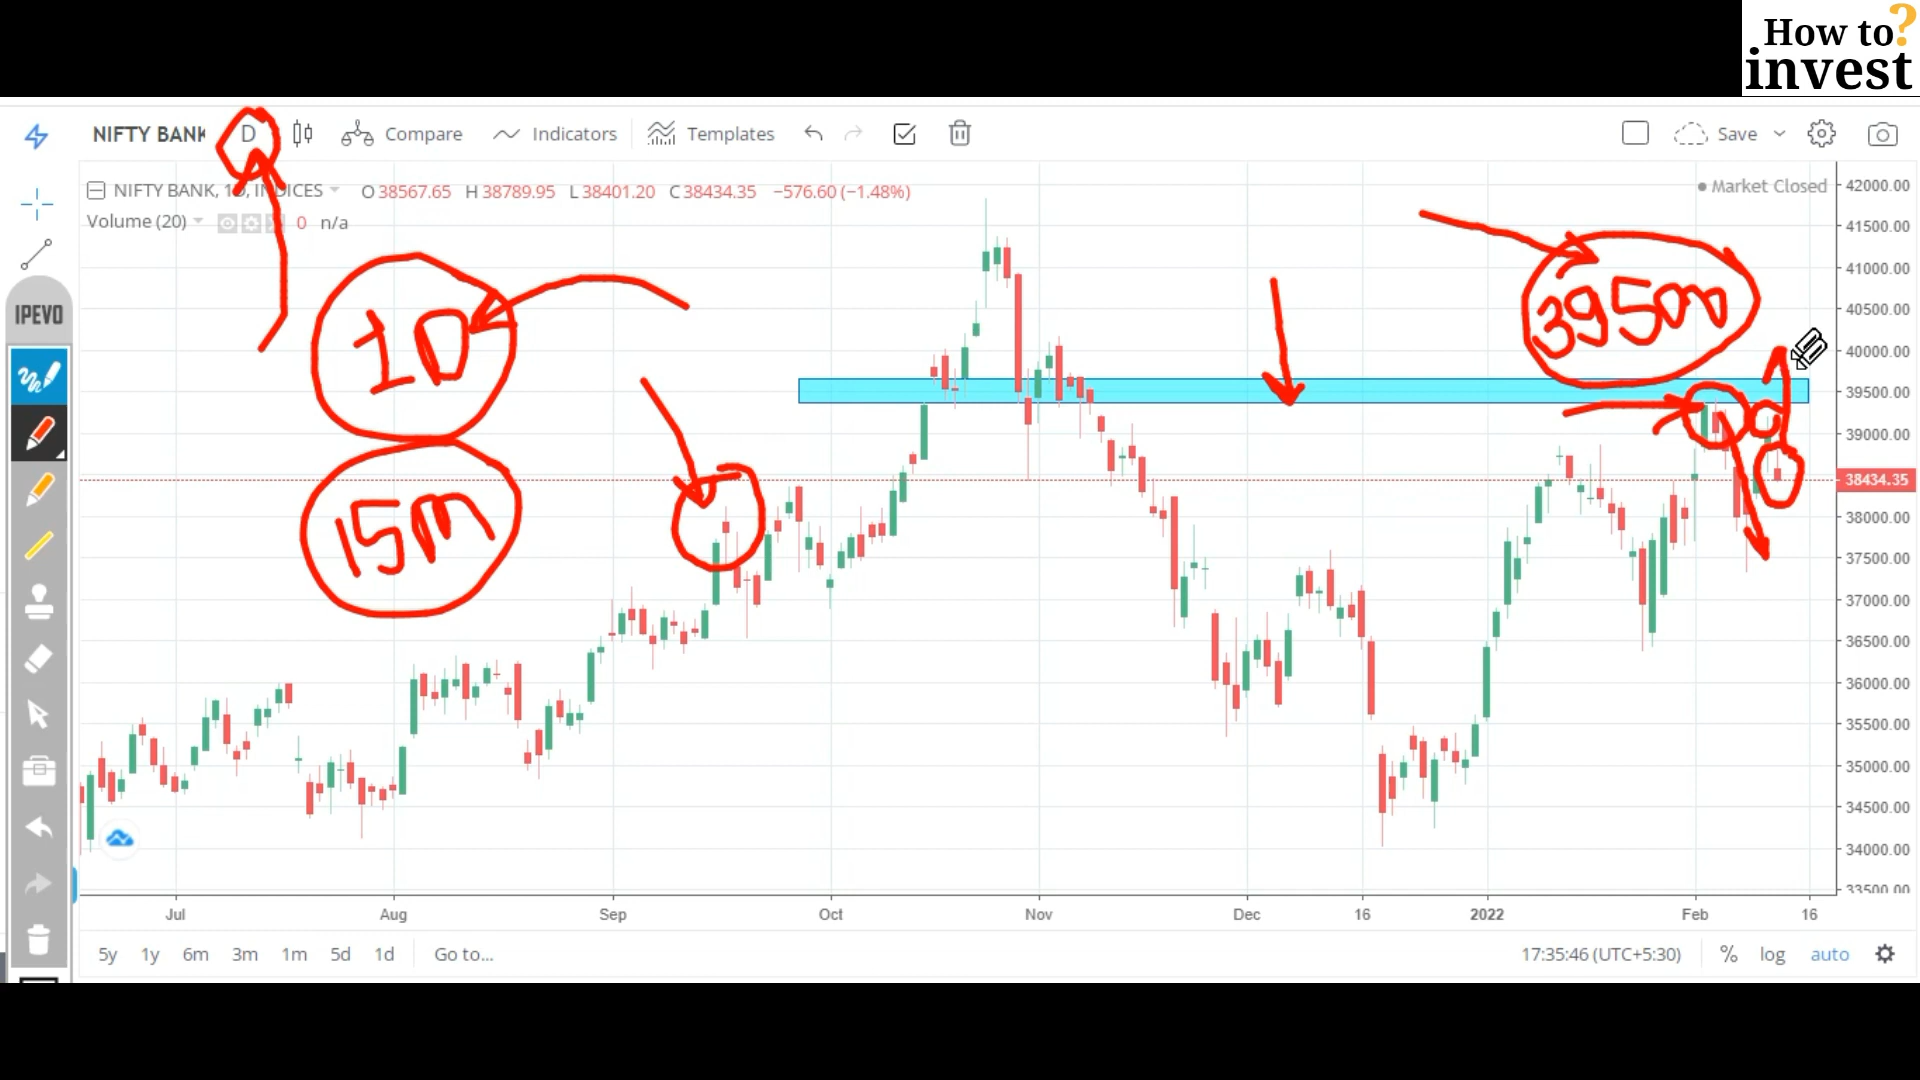 How to?
invest
NIFTY BANK D Compare Indicators Templates Save
NIFTY BANK, 1D, INDICES O38567.65 H38789.95 L38401.20 C38434.35 −576.60 (−1.48%)
Market Closed
Volume (20) 0 n/a
IPEVO
1D
15m
39500
42000.00
41500.00
41000.00
40500.00
40000.00
39500.00
39000.00
38434.35
38000.00
37500.00
37000.00
36500.00
36000.00
35500.00
35000.00
34500.00
34000.00
33500.00
Jul Aug Sep Oct Nov Dec 16 2022 Feb 16
5y 1y 6m 3m 1m 5d 1d Go to... 17:35:46 (UTC+5:30) % log auto